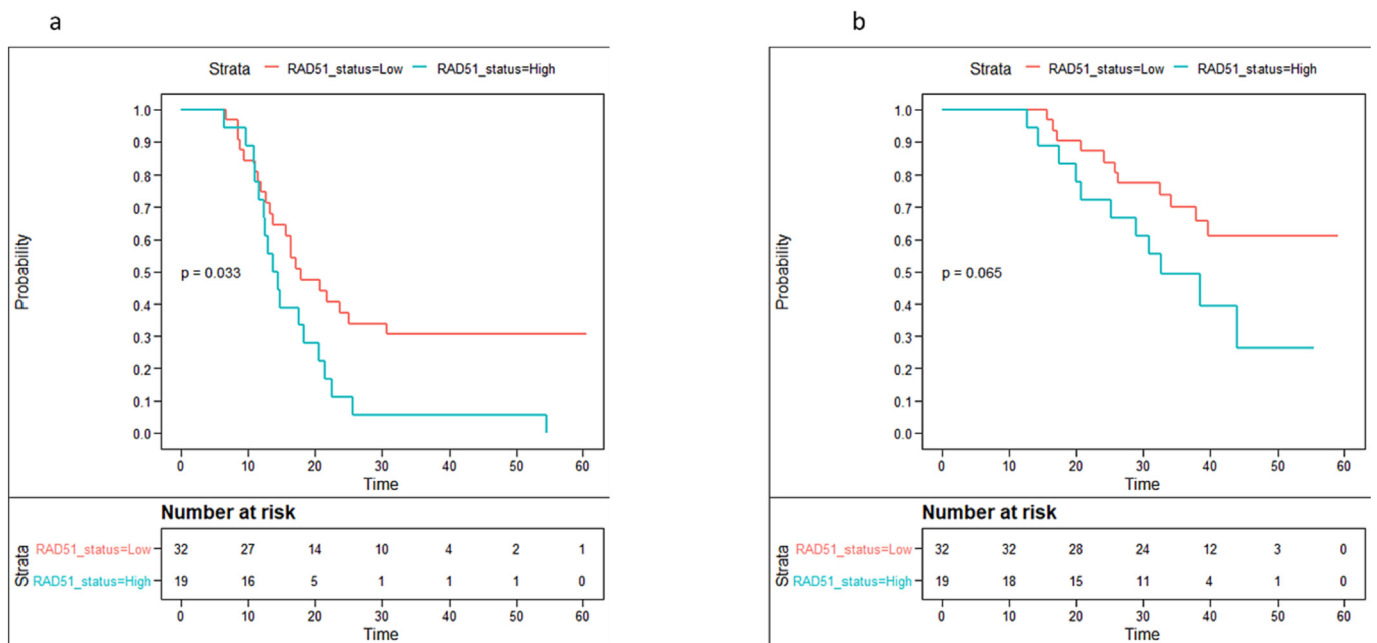 a
Strata RAD51_status=Low RAD51_status=High
1.0
0.9
0.8
0.7
0.6
0.5
0.4
0.3
0.2
0.1
0.0
Probability
p = 0.033
0 10 20 30 40 50 60
Time
Number at risk
Strata
RAD51_status=Low 32 27 14 10 4 2 1
RAD51_status=High 19 16 5 1 1 1 0
0 10 20 30 40 50 60
Time
b
Strata RAD51_status=Low RAD51_status=High
1.0
0.9
0.8
0.7
0.6
0.5
0.4
0.3
0.2
0.1
0.0
Probability
p = 0.065
0 10 20 30 40 50 60
Time
Number at risk
Strata
RAD51_status=Low 32 32 28 24 12 3 0
RAD51_status=High 19 18 15 11 4 1 0
0 10 20 30 40 50 60
Time